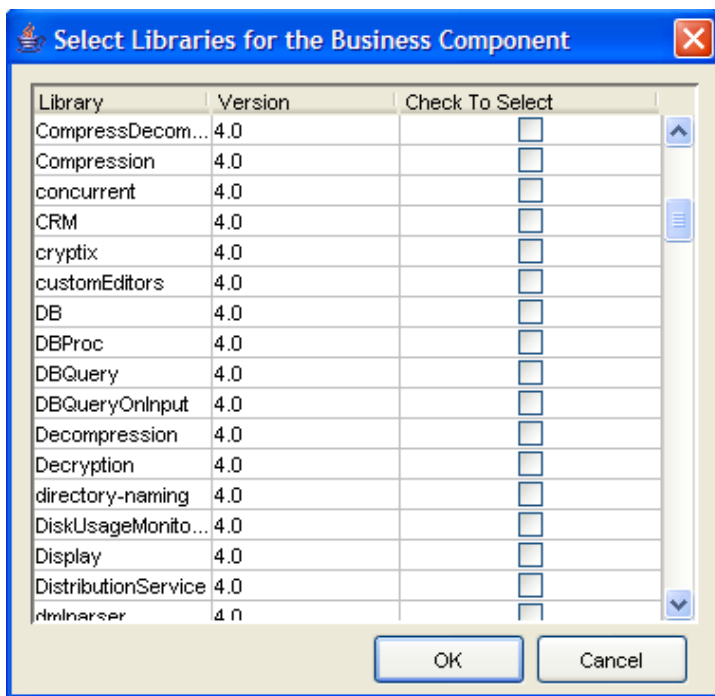 Select Libraries for the Business Component
Library Version Check To Select
CompressDecom... 4.0
Compression 4.0
concurrent 4.0
CRM 4.0
cryptix 4.0
customEditors 4.0
DB 4.0
DBProc 4.0
DBQuery 4.0
DBQueryOnInput 4.0
Decompression 4.0
Decryption 4.0
directory-naming 4.0
DiskUsageMonito... 4.0
Display 4.0
DistributionService 4.0
dmlparser 4.0
OK Cancel